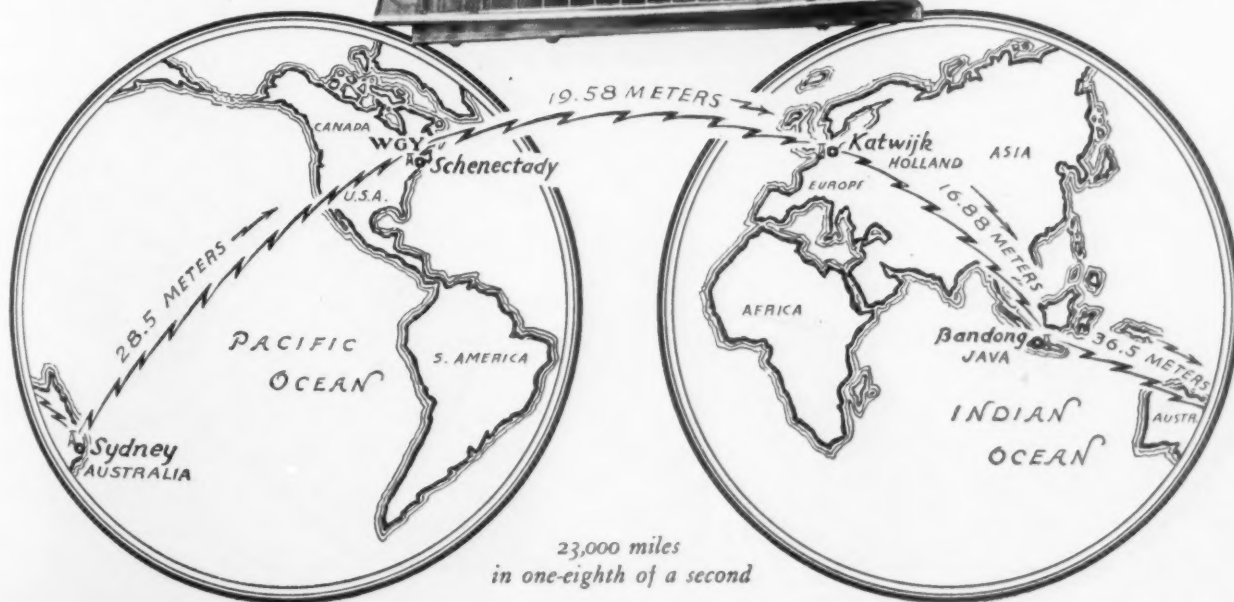 19.58 METERS
CANADA
WGY
Schenectady
U.S.A.
28.5 METERS
PACIFIC
OCEAN
S. AMERICA
Sydney
AUSTRALIA
Katwijk
HOLLAND
ASIA
EUROPE
16.88 METERS
AFRICA
Bandong
JAVA
36.5 METERS
INDIAN
OCEAN
AUSTR.
23,000 miles
in one-eighth of a second